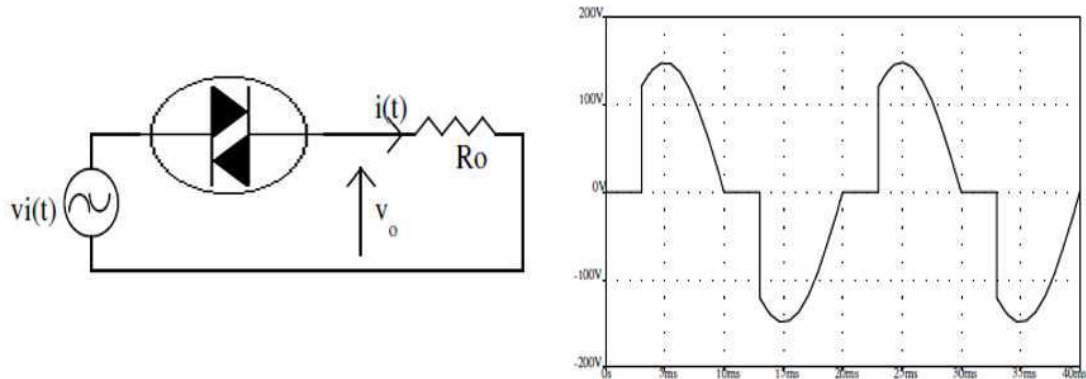 i(t)
Ro
vi(t)
v
o
200V
100V
0V
-100V
-200V
0s 5ms 10ms 15ms 20ms 25ms 30ms 35ms 40ms